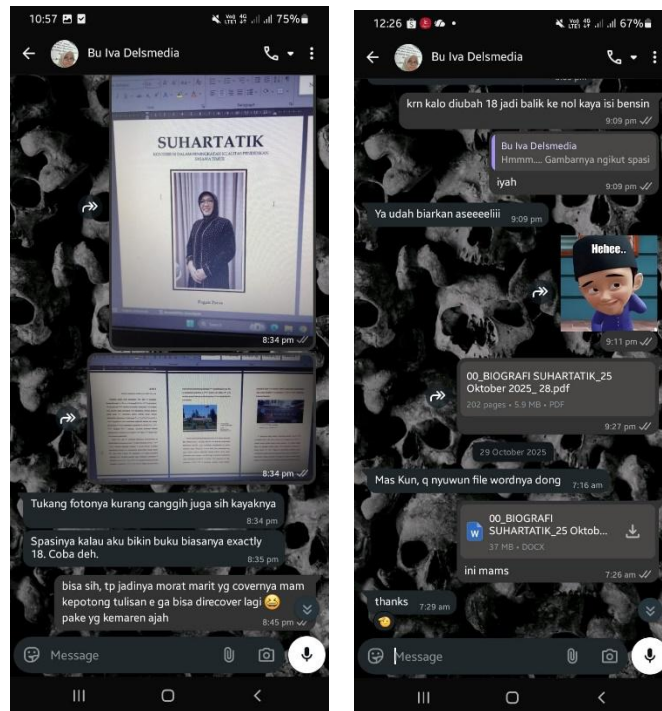 10:57
75%
Bu Iva Delsmedia
SUHARTATIK
8:34 pm
8:34 pm
Tukang fotonya kurang canggih juga sih kayaknya
8:34 pm
Spasinya kalau aku bikin buku biasanya exactly
18. Coba deh.
8:35 pm
bisa sih, tp jadinya morat marit yg covernya mam
kepotong tulisan e ga bisa direcover lagi
pake yg kemaren ajah
8:45 pm
Message
12:26
67%
Bu Iva Delsmedia
krn kalo diubah 18 jadi balik ke nol kaya isi bensin
9:09 pm
Bu Iva Delsmedia
Hmmm.... Gambarnya ngikut spasi
iyah
9:09 pm
Ya udah biarkan aseeeeliii
9:09 pm
Hehee..
9:11 pm
00_BIOGRAFI SUHARTATIK_25
Oktober 2025_ 28.pdf
202 pages • 5.9 MB • PDF
9:27 pm
29 October 2025
Mas Kun, q nyuwun file wordnya dong
7:16 am
00_BIOGRAFI
SUHARTATIK_25 Oktob...
37 MB • DOCX
ini mams
7:26 am
thanks
7:29 am
Message